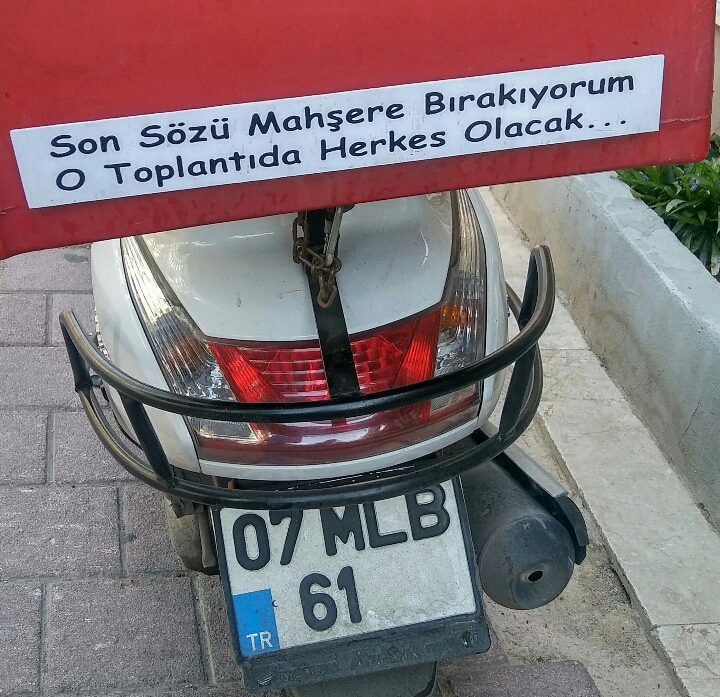 Son Sözü Mahşere Bırakıyorum
O Toplantıda Herkes Olacak...
07 MLB
61
TR